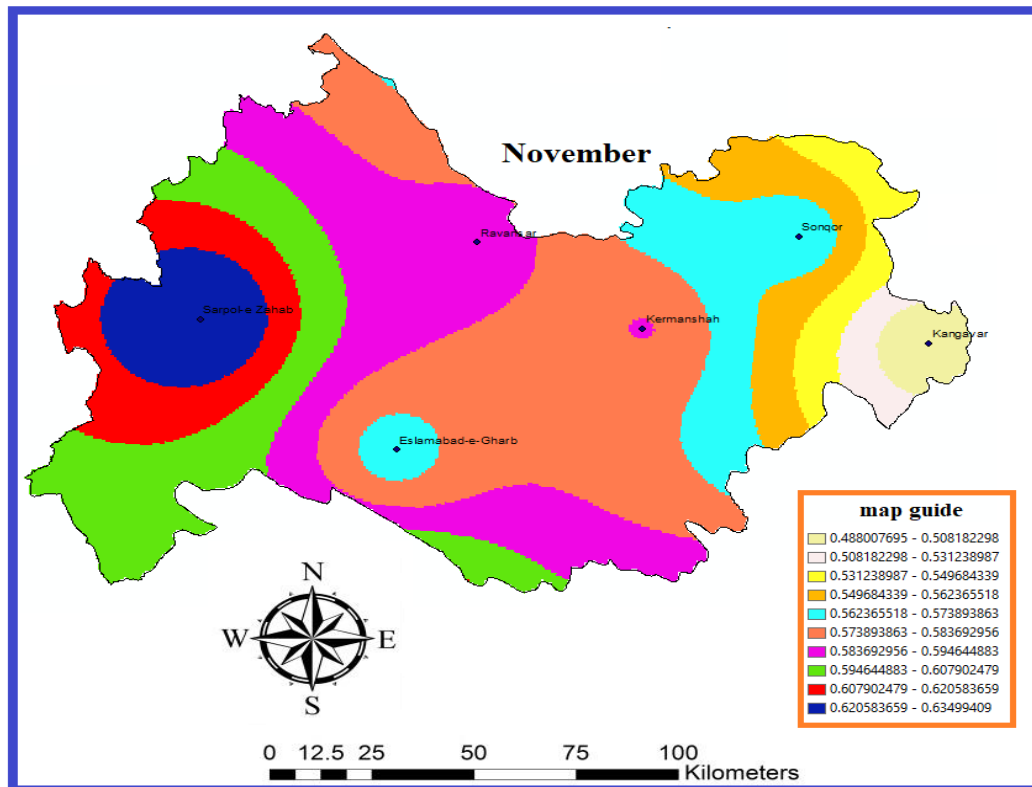 November
Ravansar
Sonqor
Sarpol-e Zahab
Kermanshah
Kangavar
Eslamabad-e-Gharb
map guide
0.488007695 - 0.508182298
0.508182298 - 0.531238987
0.531238987 - 0.549684339
0.549684339 - 0.562365518
0.562365518 - 0.573893863
0.573893863 - 0.583692956
0.583692956 - 0.594644883
0.594644883 - 0.607902479
0.607902479 - 0.620583659
0.620583659 - 0.63499409
N
W E
S
0 12.5 25 50 75 100
Kilometers